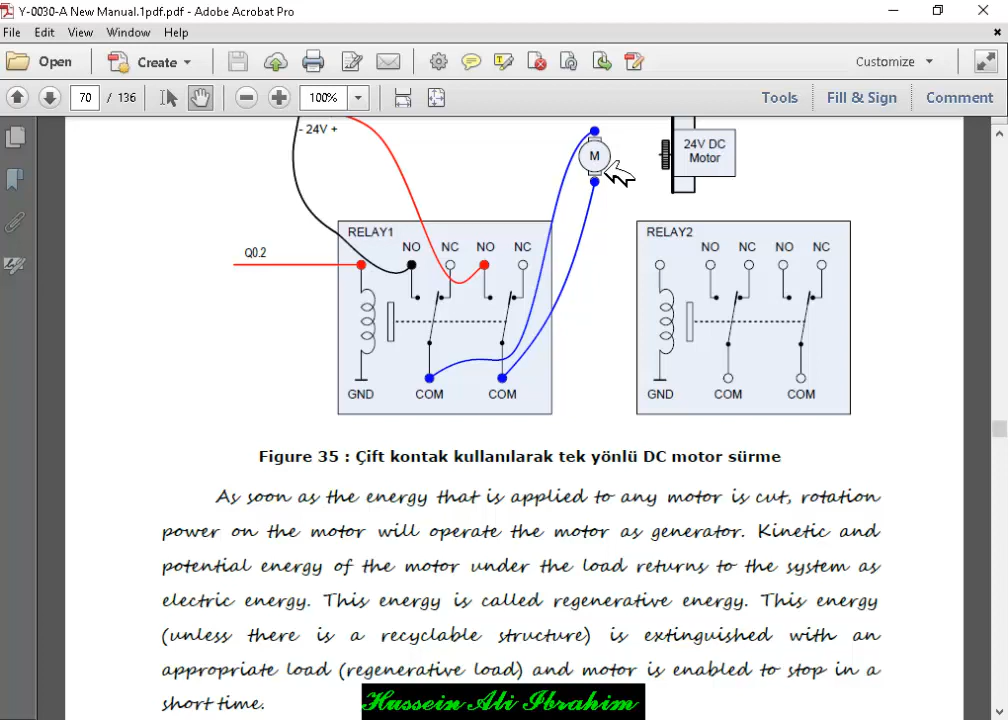 Y-0030-A New Manual.1pdf.pdf - Adobe Acrobat Pro
File Edit View Window Help
Open Create Customize
70 / 136 100% Tools Fill & Sign Comment
- 24V +
M
24V DC
Motor
RELAY1
NO NC NO NC
Q0.2
GND COM COM
RELAY2
NO NC NO NC
GND COM COM
Figure 35 : Çift kontak kullanılarak tek yönlü DC motor sürme
As soon as the energy that is applied to any motor is cut, rotation
power on the motor will operate the motor as generator. Kinetic and
potential energy of the motor under the load returns to the system as
electric energy. This energy is called regenerative energy. This energy
(unless there is a recyclable structure) is extinguished with an
appropriate load (regenerative load) and motor is enabled to stop in a
short time.
Hussein Ali Ibrahim